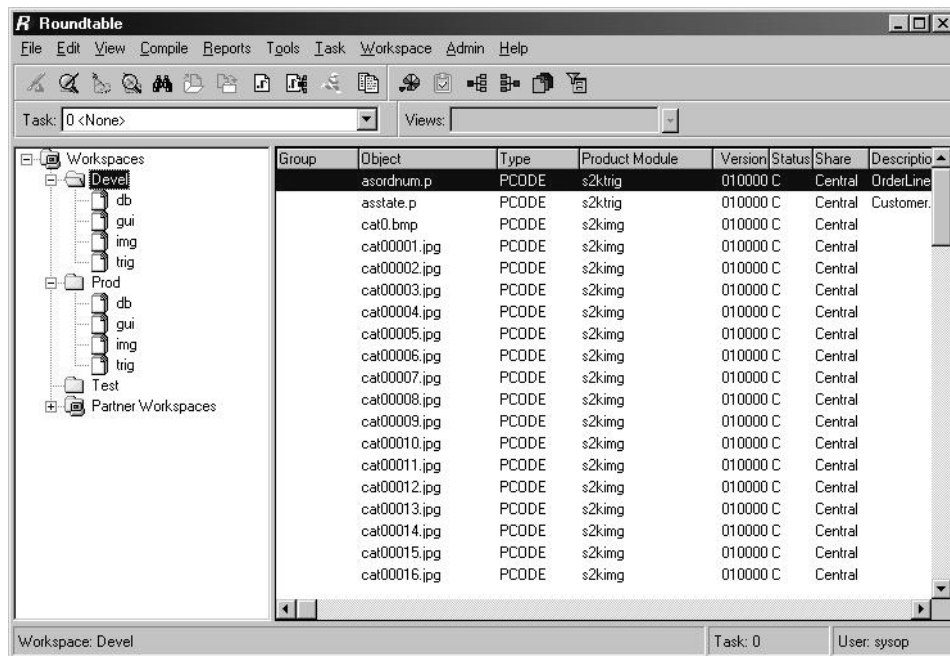 Roundtable
File Edit View Compile Reports Tools Task Workspace Admin Help
Task: 0 <None> Views:
Workspaces
Devel
db
gui
img
trig
Prod
db
gui
img
trig
Test
Partner Workspaces
Group Object Type Product Module Version Status Share Descriptio
asordnum.p PCODE s2ktrig 010000 C Central OrderLine
asstate.p PCODE s2ktrig 010000 C Central Customer.
cat0.bmp PCODE s2kimg 010000 C Central
cat00001.jpg PCODE s2kimg 010000 C Central
cat00002.jpg PCODE s2kimg 010000 C Central
cat00003.jpg PCODE s2kimg 010000 C Central
cat00004.jpg PCODE s2kimg 010000 C Central
cat00005.jpg PCODE s2kimg 010000 C Central
cat00006.jpg PCODE s2kimg 010000 C Central
cat00007.jpg PCODE s2kimg 010000 C Central
cat00008.jpg PCODE s2kimg 010000 C Central
cat00009.jpg PCODE s2kimg 010000 C Central
cat00010.jpg PCODE s2kimg 010000 C Central
cat00011.jpg PCODE s2kimg 010000 C Central
cat00012.jpg PCODE s2kimg 010000 C Central
cat00013.jpg PCODE s2kimg 010000 C Central
cat00014.jpg PCODE s2kimg 010000 C Central
cat00015.jpg PCODE s2kimg 010000 C Central
cat00016.jpg PCODE s2kimg 010000 C Central
Workspace: Devel Task: 0 User: sysop